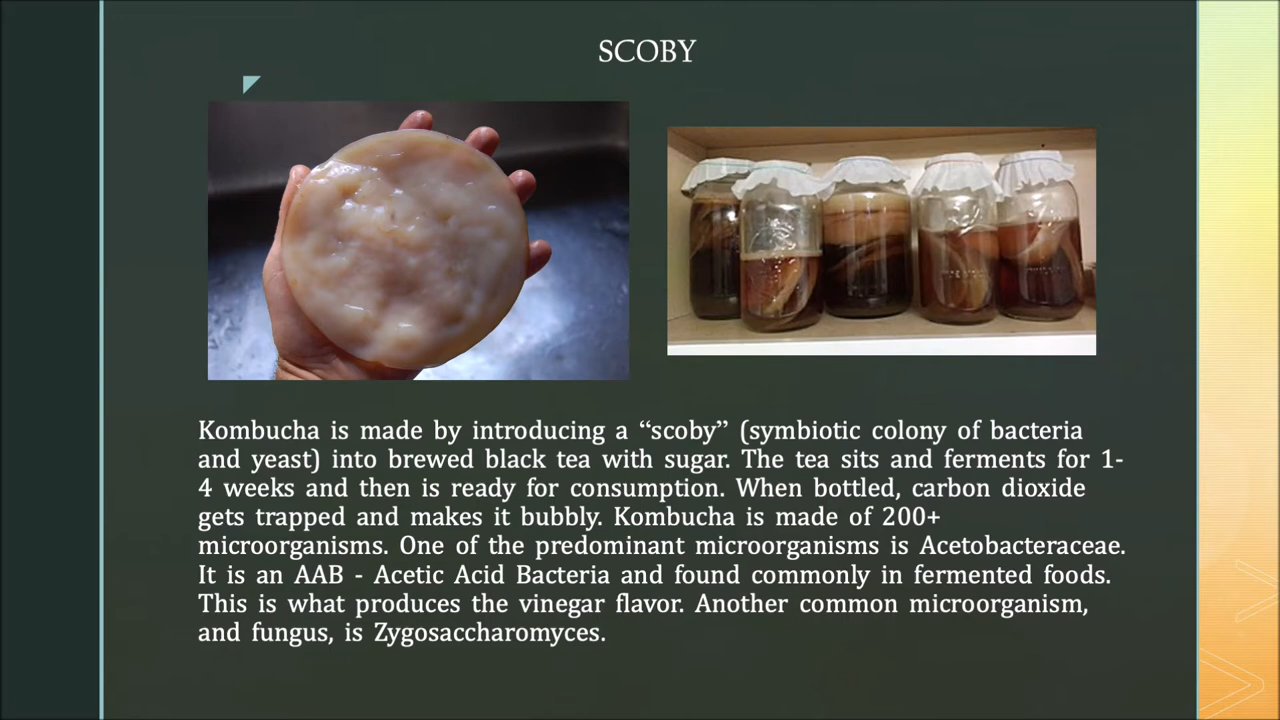 SCOBY
Kombucha is made by introducing a “scoby” (symbiotic colony of bacteria
and yeast) into brewed black tea with sugar. The tea sits and ferments for 1-
4 weeks and then is ready for consumption. When bottled, carbon dioxide
gets trapped and makes it bubbly. Kombucha is made of 200+
microorganisms. One of the predominant microorganisms is Acetobacteraceae.
It is an AAB - Acetic Acid Bacteria and found commonly in fermented foods.
This is what produces the vinegar flavor. Another common microorganism,
and fungus, is Zygosaccharomyces.